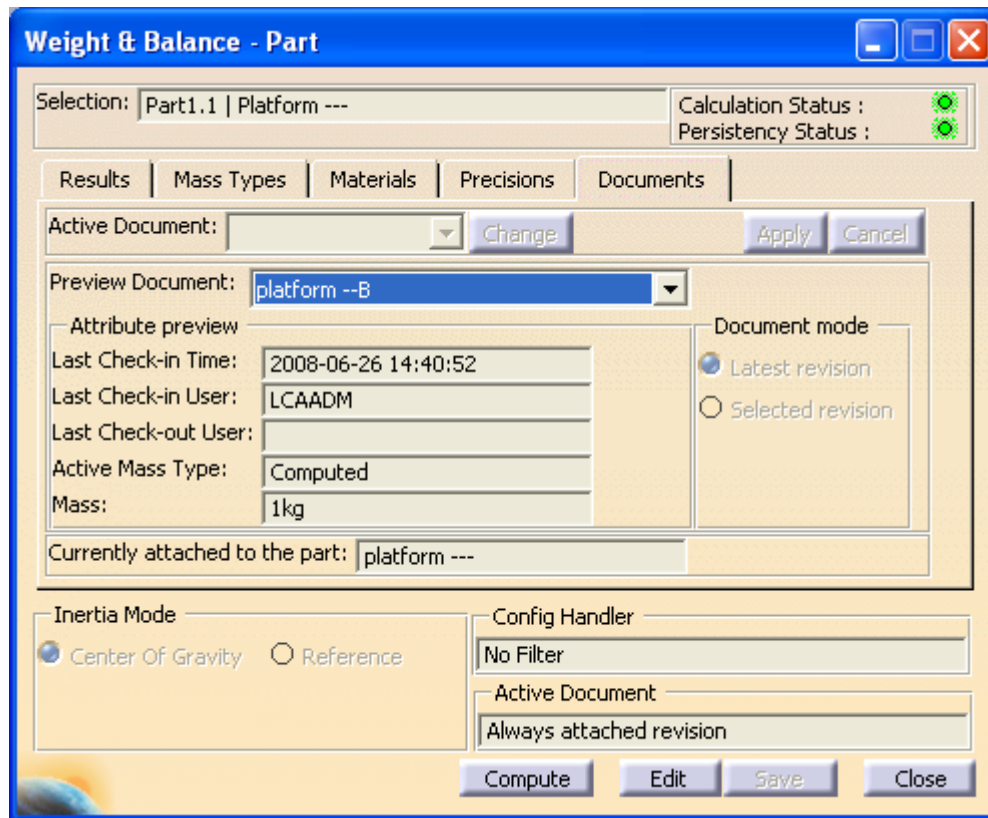 Weight & Balance - Part
Selection: Part1.1 | Platform ---
Calculation Status :
Persistency Status :
Results Mass Types Materials Precisions Documents
Active Document: Change Apply Cancel
Preview Document: platform --B
Attribute preview
Last Check-in Time: 2008-06-26 14:40:52
Last Check-in User: LCAADM
Last Check-out User:
Active Mass Type: Computed
Mass: 1kg
Document mode
Latest revision
Selected revision
Currently attached to the part: platform ---
Inertia Mode
Center Of Gravity Reference
Config Handler
No Filter
Active Document
Always attached revision
Compute Edit Save Close